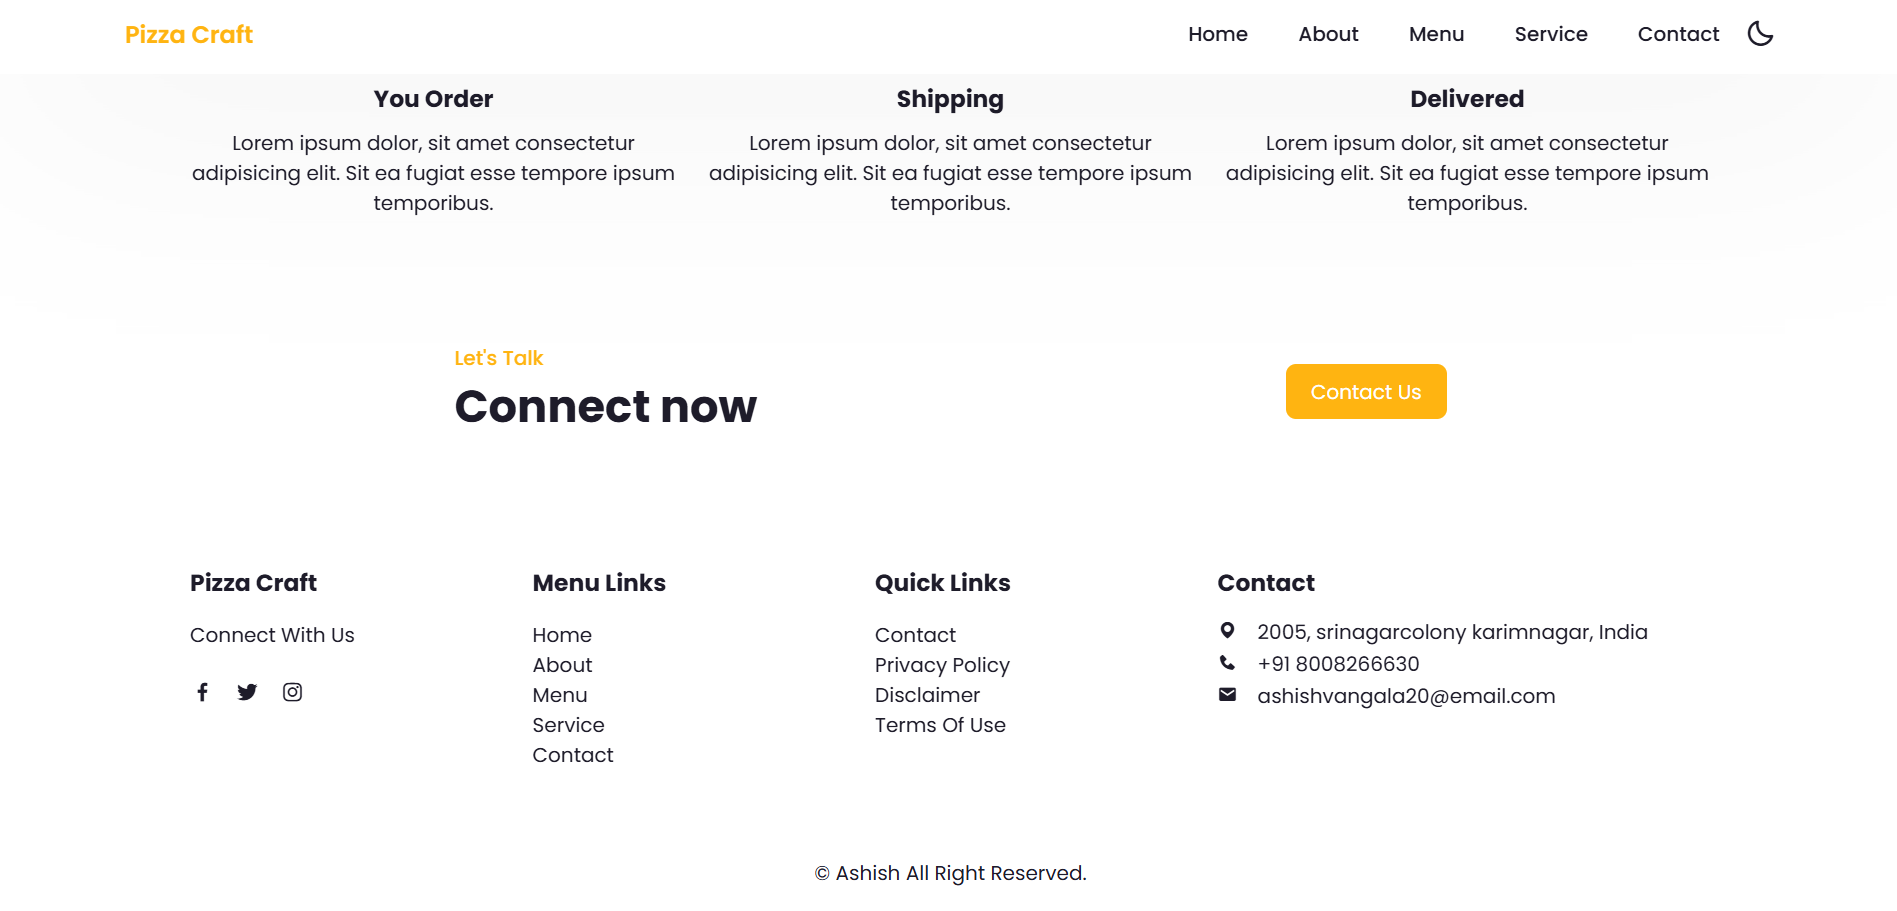 Pizza Craft
Home About Menu Service Contact
You Order
Lorem ipsum dolor, sit amet consectetur
adipisicing elit. Sit ea fugiat esse tempore ipsum
temporibus.
Shipping
Lorem ipsum dolor, sit amet consectetur
adipisicing elit. Sit ea fugiat esse tempore ipsum
temporibus.
Delivered
Lorem ipsum dolor, sit amet consectetur
adipisicing elit. Sit ea fugiat esse tempore ipsum
temporibus.
Let's Talk
Connect now
Contact Us
Pizza Craft
Connect With Us
Menu Links
Home
About
Menu
Service
Contact
Quick Links
Contact
Privacy Policy
Disclaimer
Terms Of Use
Contact
2005, srinagarcolony karimnagar, India
+91 8008266630
ashishvangala20@email.com
© Ashish All Right Reserved.